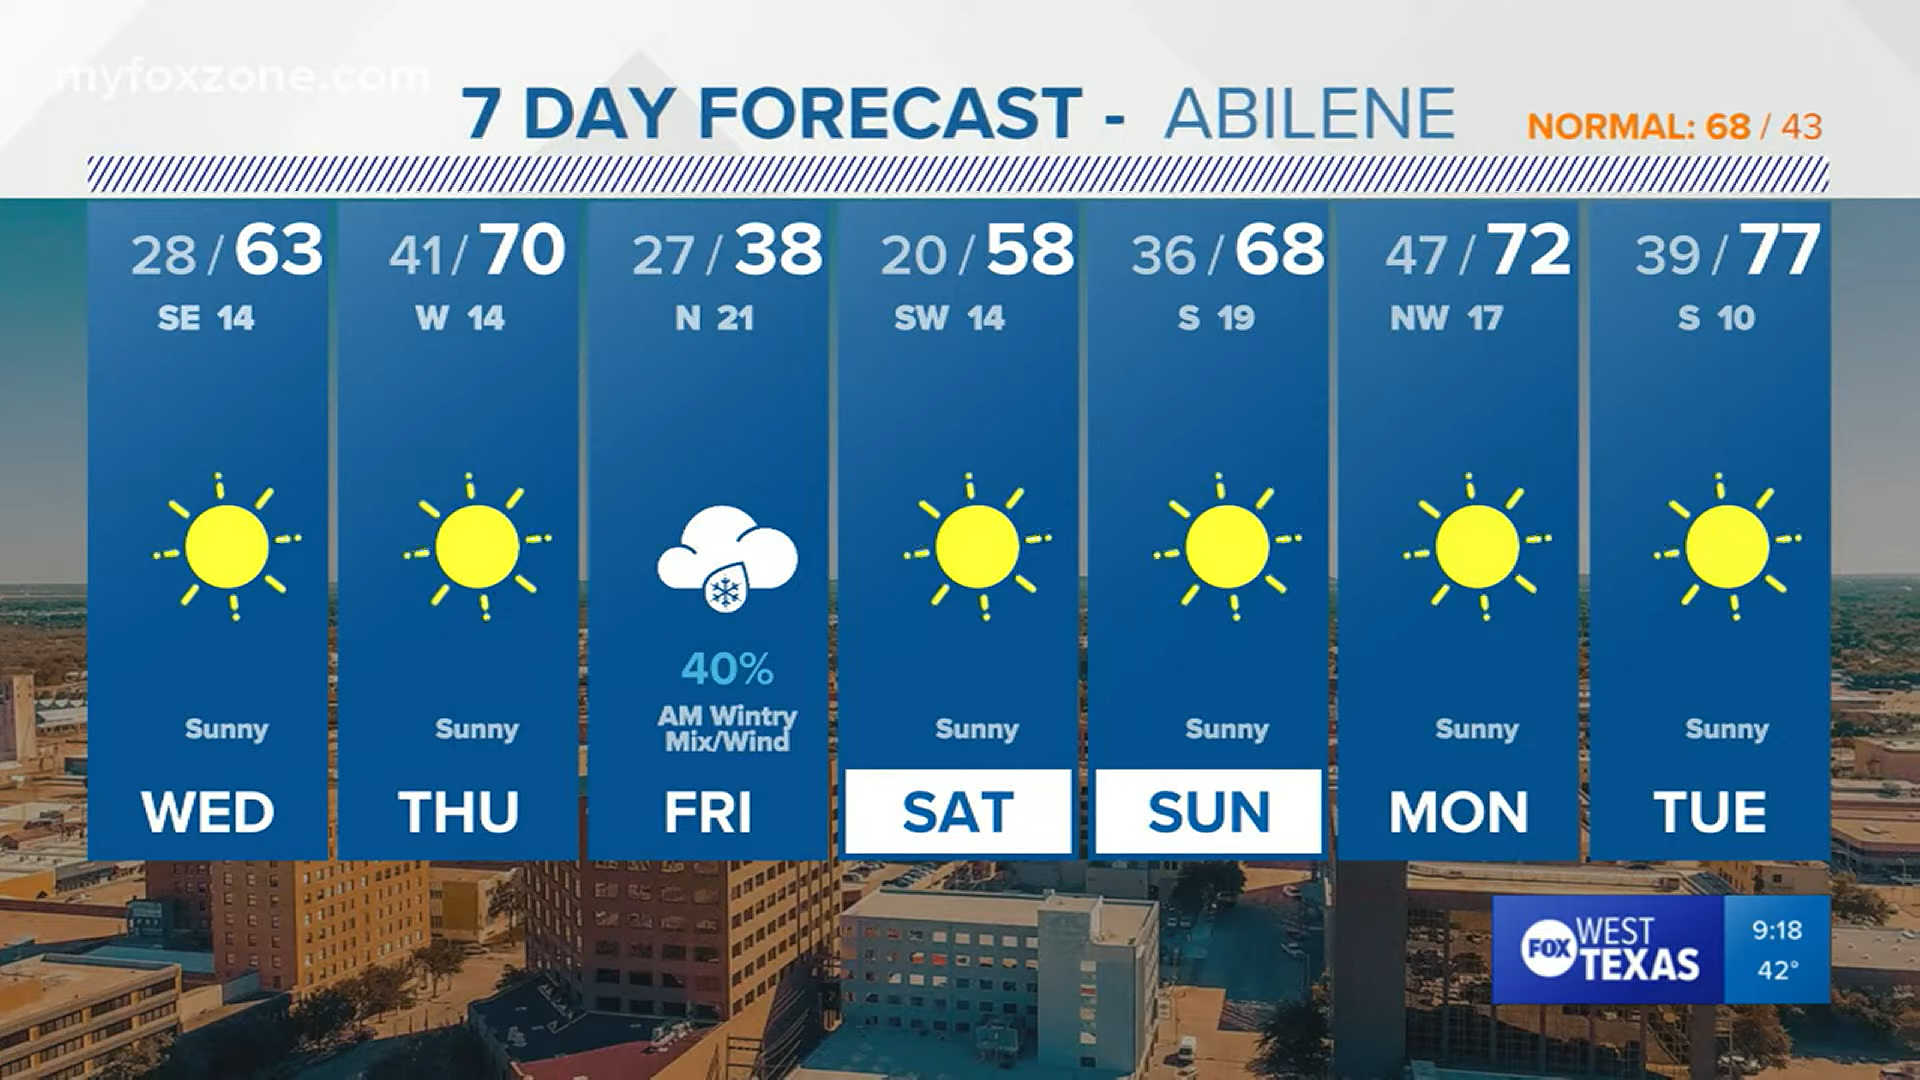 myfoxzone.com
7 DAY FORECAST - ABILENE
NORMAL: 68 / 43
28 / 63
SE 14
Sunny
WED
41 / 70
W 14
Sunny
THU
27 / 38
N 21
40%
AM Wintry
Mix/Wind
FRI
20 / 58
SW 14
Sunny
SAT
36 / 68
S 19
Sunny
SUN
47 / 72
NW 17
Sunny
MON
39 / 77
S 10
Sunny
TUE
FOX
WEST
TEXAS
9:18
42°